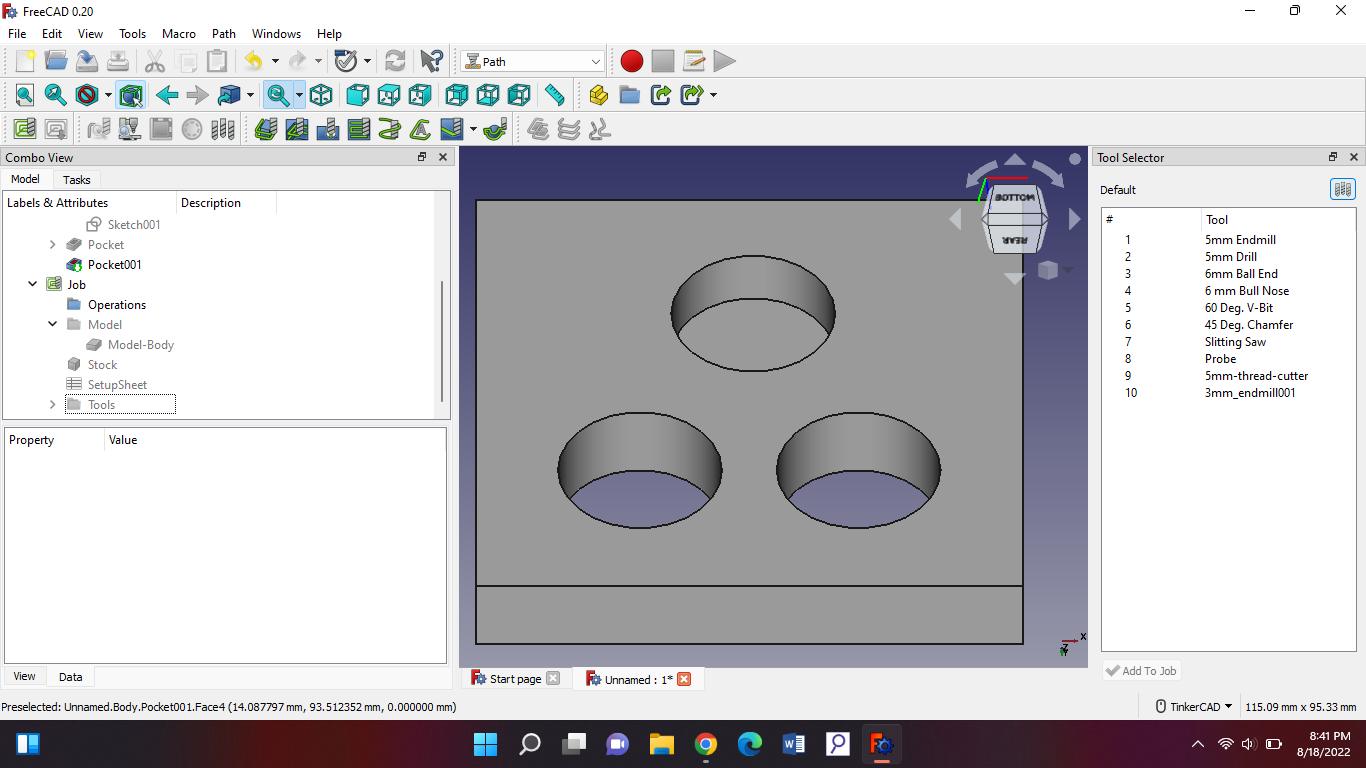 FreeCAD 0.20
File Edit View Tools Macro Path Windows Help
Path
Combo View
Model Tasks
Labels & Attributes Description
Sketch001
Pocket
Pocket001
Job
Operations
Model
Model-Body
Stock
SetupSheet
Tools
Property Value
View Data
BOTTOM
REAR
X
Z
Y
Start page
Unnamed : 1*
Tool Selector
Default
# Tool
1 5mm Endmill
2 5mm Drill
3 6mm Ball End
4 6 mm Bull Nose
5 60 Deg. V-Bit
6 45 Deg. Chamfer
7 Slitting Saw
8 Probe
9 5mm-thread-cutter
10 3mm_endmill001
Add To Job
Preselected: Unnamed.Body.Pocket001.Face4 (14.087797 mm, 93.512352 mm, 0.000000 mm)
TinkerCAD
115.09 mm x 95.33 mm
8:41 PM
8/18/2022